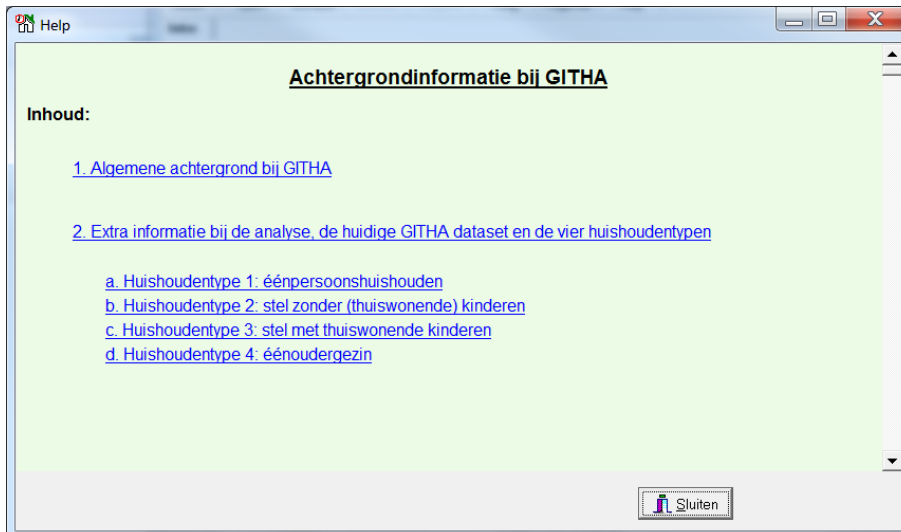 Help
Achtergrondinformatie bij GITHA
Inhoud:
1. Algemene achtergrond bij GITHA
2. Extra informatie bij de analyse, de huidige GITHA dataset en de vier huishoudentypen
a. Huishoudentype 1: éénpersoonshuishouden
b. Huishoudentype 2: stel zonder (thuiswonende) kinderen
c. Huishoudentype 3: stel met thuiswonende kinderen
d. Huishoudentype 4: éénoudergezin
Sluiten